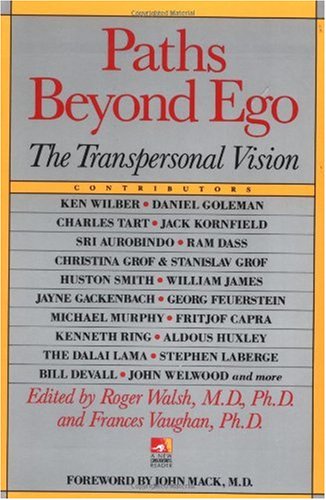 Paths
Beyond Ego
The Transpersonal Vision
CONTRIBUTORS
KEN WILBER • DANIEL GOLEMAN
CHARLES TART • JACK KORNFIELD
SRI AUROBINDO • RAM DASS
CHRISTINA GROF & STANISLAV GROF
HUSTON SMITH • WILLIAM JAMES
JAYNE GACKENBACH • GEORG FEUERSTEIN
MICHAEL MURPHY • FRITJOF CAPRA
KENNETH RING • ALDOUS HUXLEY
THE DALAI LAMA • STEPHEN LABERGE
BILL DEVALL • JOHN WELWOOD and more
Edited by Roger Walsh, M.D., Ph.D.
and Frances Vaughan, Ph.D.
A NEW
CONSCIOUSNESS
READER
FOREWORD BY JOHN MACK, M.D.